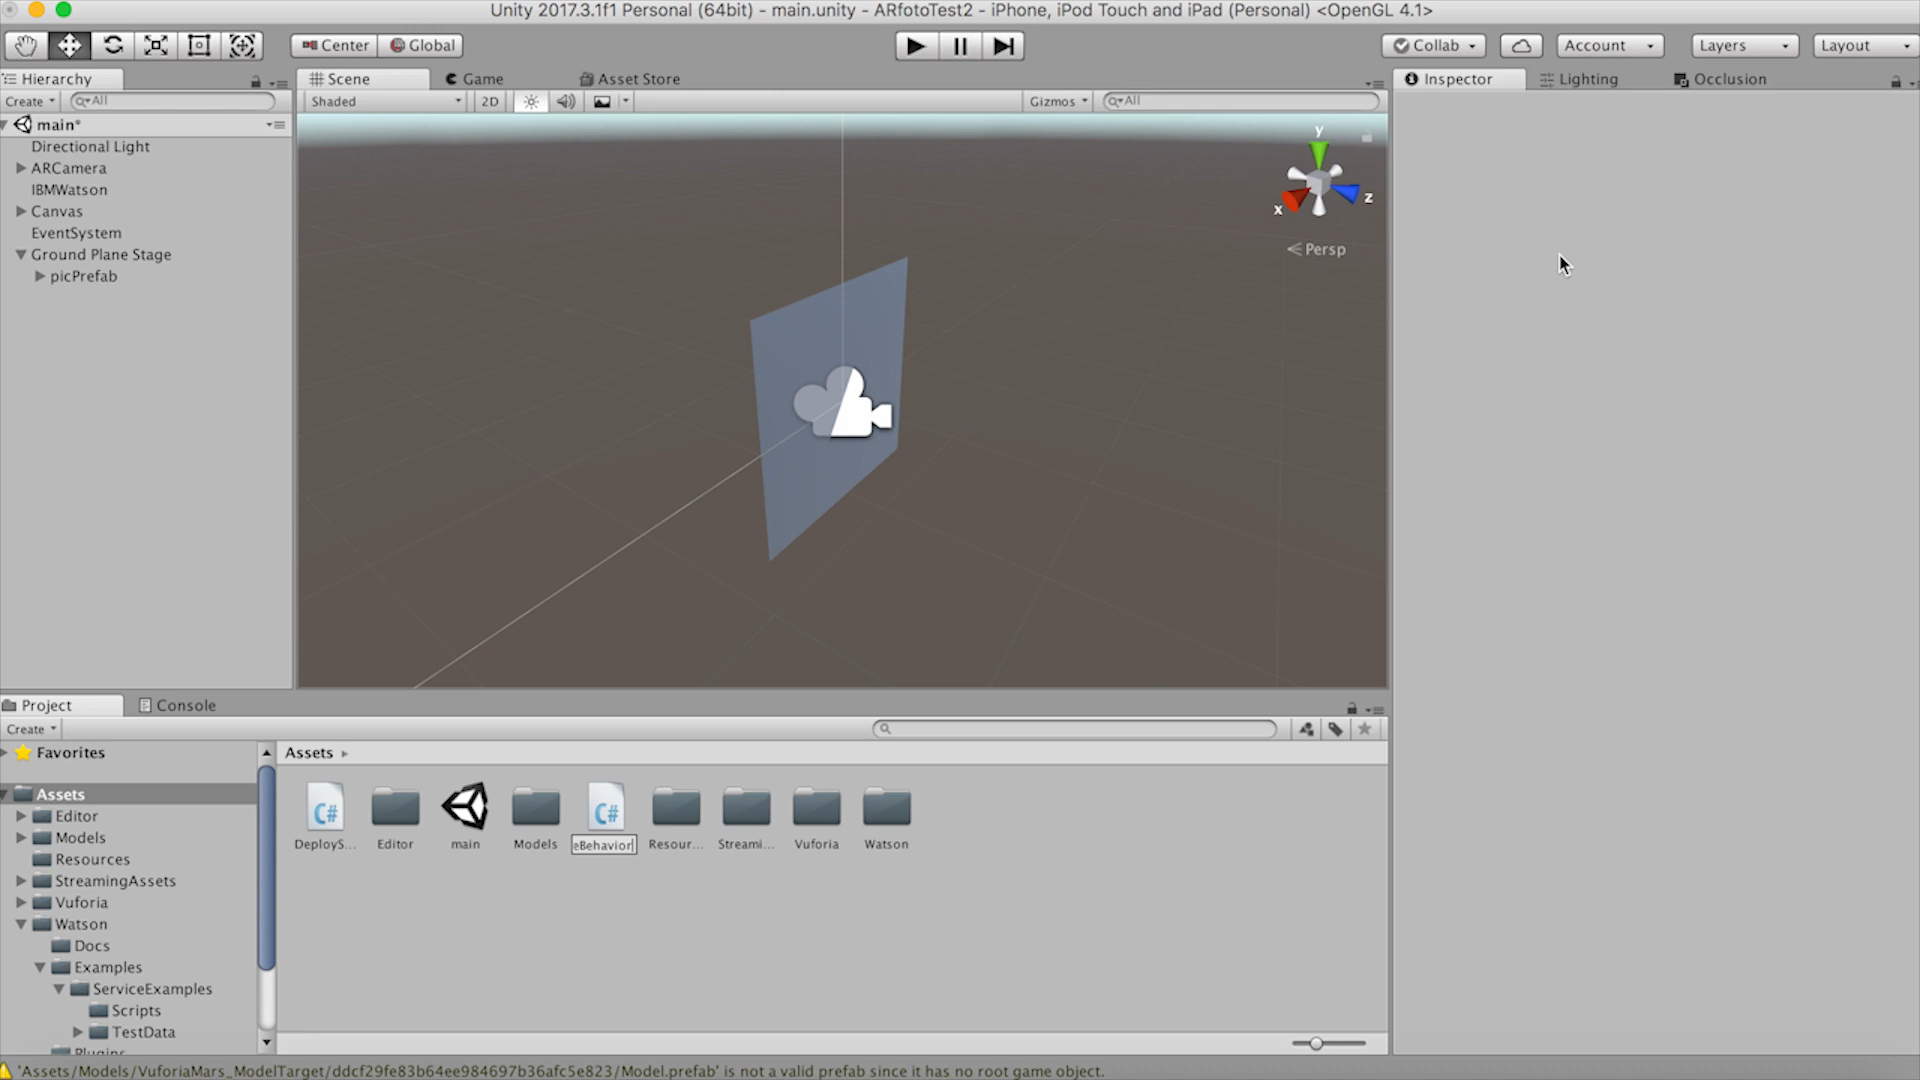 Unity 2017.3.1f1 Personal (64bit) - main.unity - ARfotoTest2 - iPhone, iPod Touch and iPad (Personal) <OpenGL 4.1>
Center Global Collab Account Layers Layout
Hierarchy Scene Game Asset Store Inspector Lighting Occlusion
Create All Shaded 2D Gizmos All
main*
Directional Light
ARCamera
IBMWatson
Canvas
EventSystem
Ground Plane Stage
picPrefab
y
x z
Persp
Project Console
Create
Favorites
Assets
Assets
Editor
Models
Resources
StreamingAssets
Vuforia
Watson
Docs
Examples
ServiceExamples
Scripts
TestData
Plugins
C# C#
DeployS... Editor main Models eBehavior Resour... Streami... Vuforia Watson
'Assets/Models/VuforiaMars_ModelTarget/ddcf29fe83b64ee984697b36afc5e823/Model.prefab' is not a valid prefab since it has no root game object.